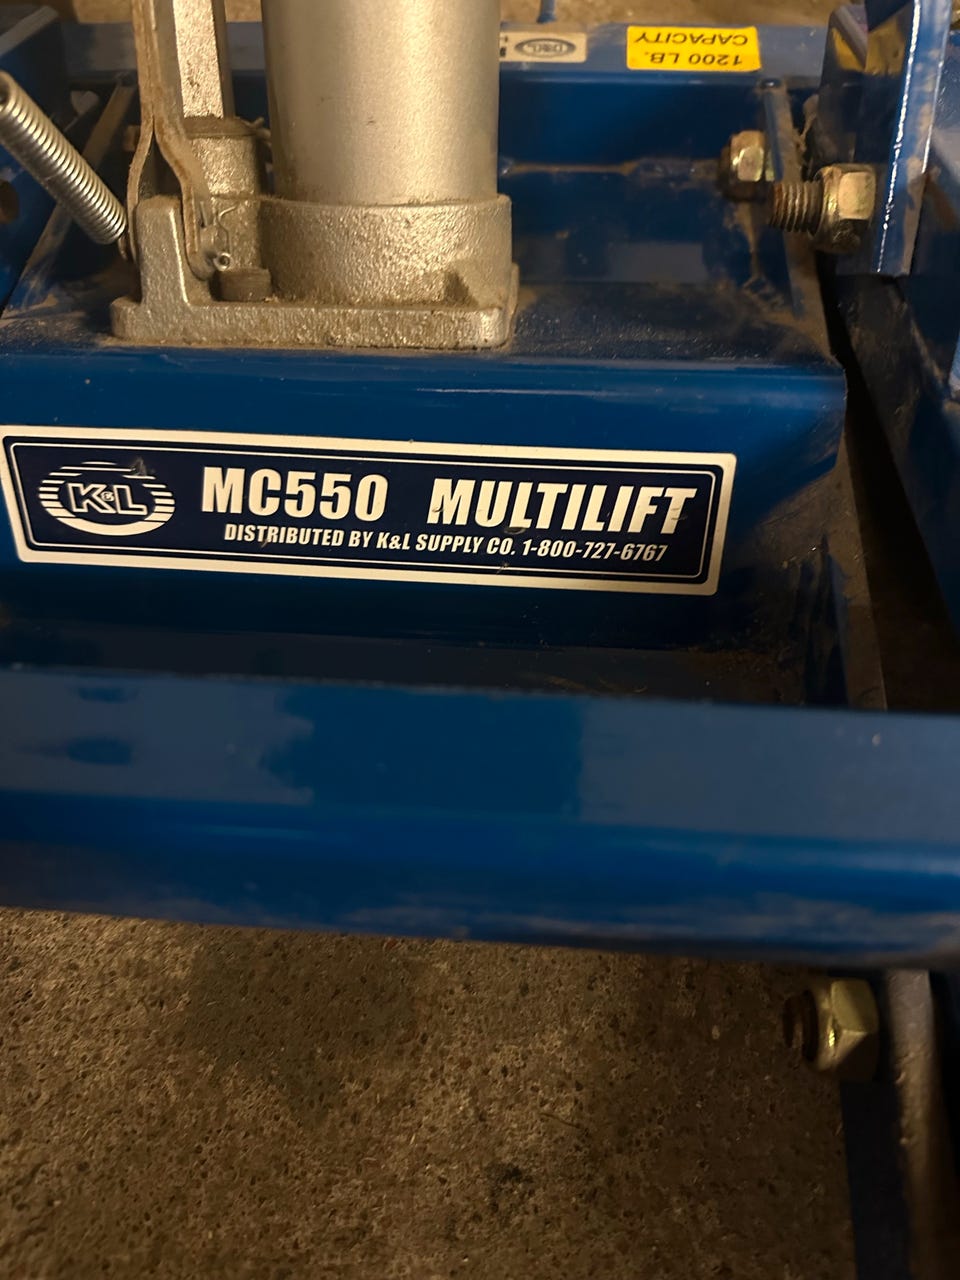 1200 LB.
CAPACITY
K&L
K&L
MC550 MULTILIFT
DISTRIBUTED BY K&L SUPPLY CO. 1-800-727-6767